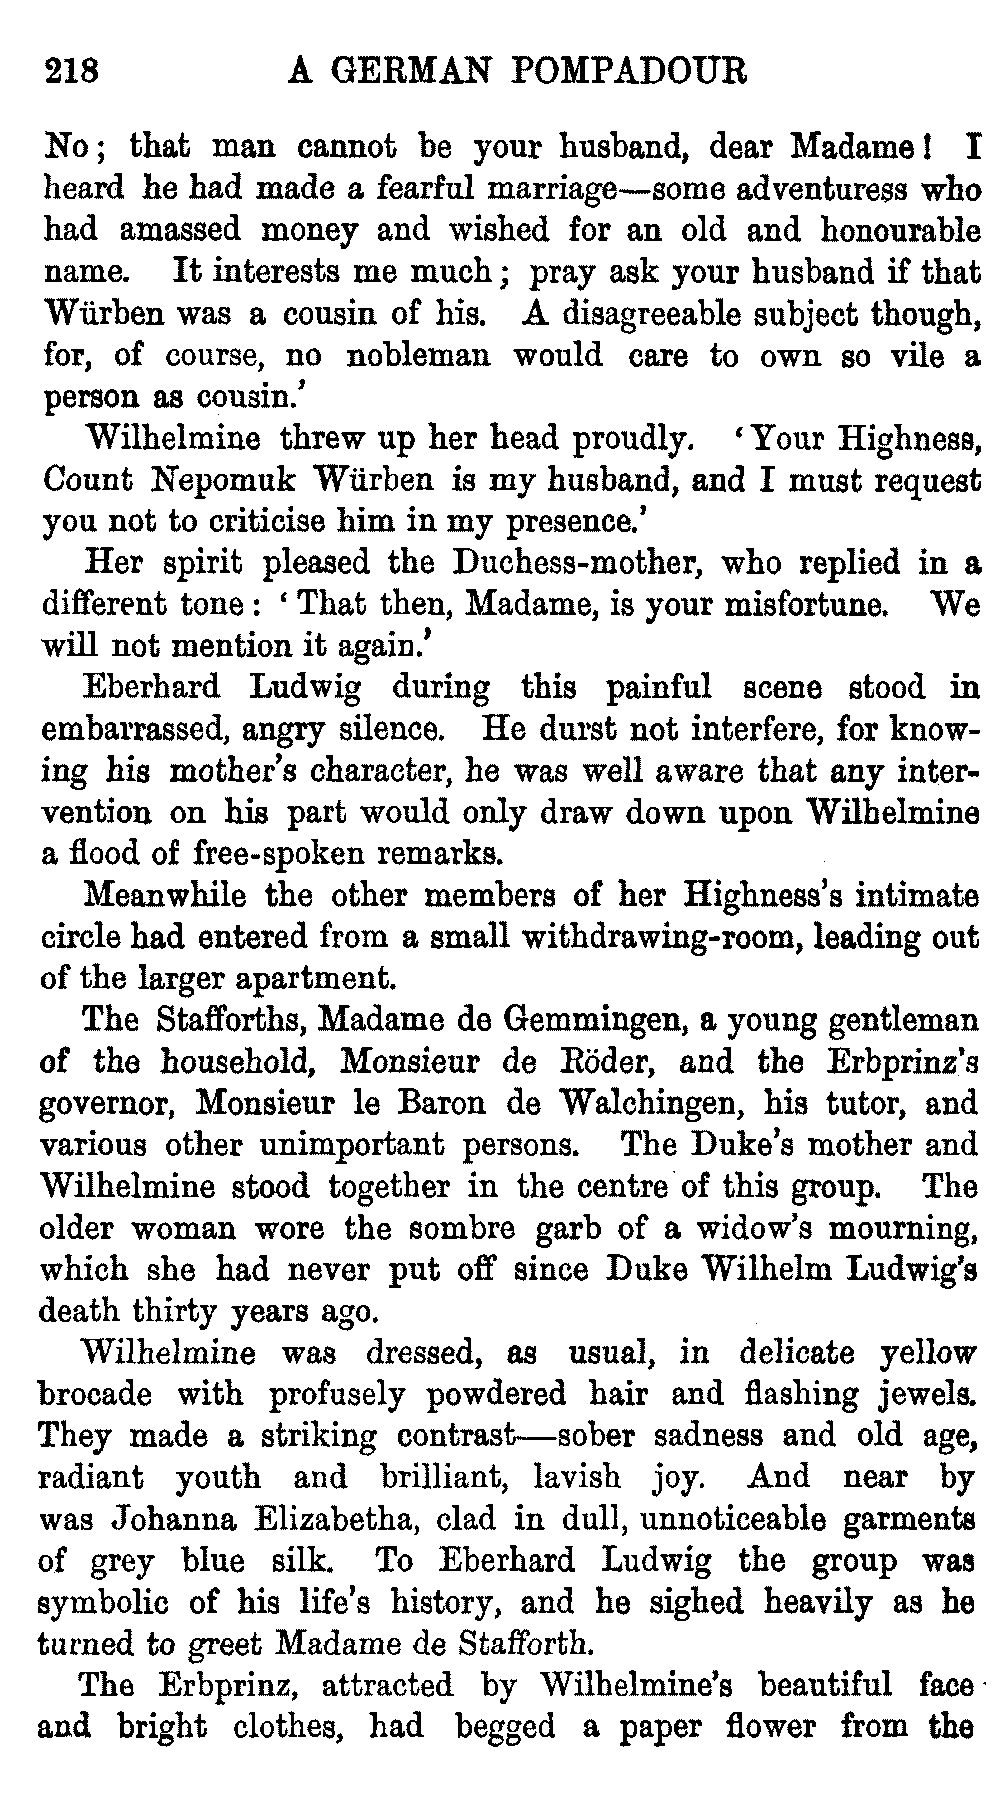 218 A GERMAN POMPADOUR
No; that man cannot be your husband, dear Madame! I
heard he had made a fearful marriage—some adventuress who
had amassed money and wished for an old and honourable
name. It interests me much; pray ask your husband if that
Würben was a cousin of his. A disagreeable subject though,
for, of course, no nobleman would care to own so vile a
person as cousin.'
Wilhelmine threw up her head proudly. 'Your Highness,
Count Nepomuk Würben is my husband, and I must request
you not to criticise him in my presence.'
Her spirit pleased the Duchess-mother, who replied in a
different tone: 'That then, Madame, is your misfortune. We
will not mention it again.'
Eberhard Ludwig during this painful scene stood in
embarrassed, angry silence. He durst not interfere, for know-
ing his mother's character, he was well aware that any inter-
vention on his part would only draw down upon Wilhelmine
a flood of free-spoken remarks.
Meanwhile the other members of her Highness's intimate
circle had entered from a small withdrawing-room, leading out
of the larger apartment.
The Stafforths, Madame de Gemmingen, a young gentleman
of the household, Monsieur de Röder, and the Erbprinz's
governor, Monsieur le Baron de Walchingen, his tutor, and
various other unimportant persons. The Duke's mother and
Wilhelmine stood together in the centre of this group. The
older woman wore the sombre garb of a widow's mourning,
which she had never put off since Duke Wilhelm Ludwig's
death thirty years ago.
Wilhelmine was dressed, as usual, in delicate yellow
brocade with profusely powdered hair and flashing jewels.
They made a striking contrast—sober sadness and old age,
radiant youth and brilliant, lavish joy. And near by
was Johanna Elizabetha, clad in dull, unnoticeable garments
of grey blue silk. To Eberhard Ludwig the group was
symbolic of his life's history, and he sighed heavily as he
turned to greet Madame de Stafforth.
The Erbprinz, attracted by Wilhelmine's beautiful face
and bright clothes, had begged a paper flower from the